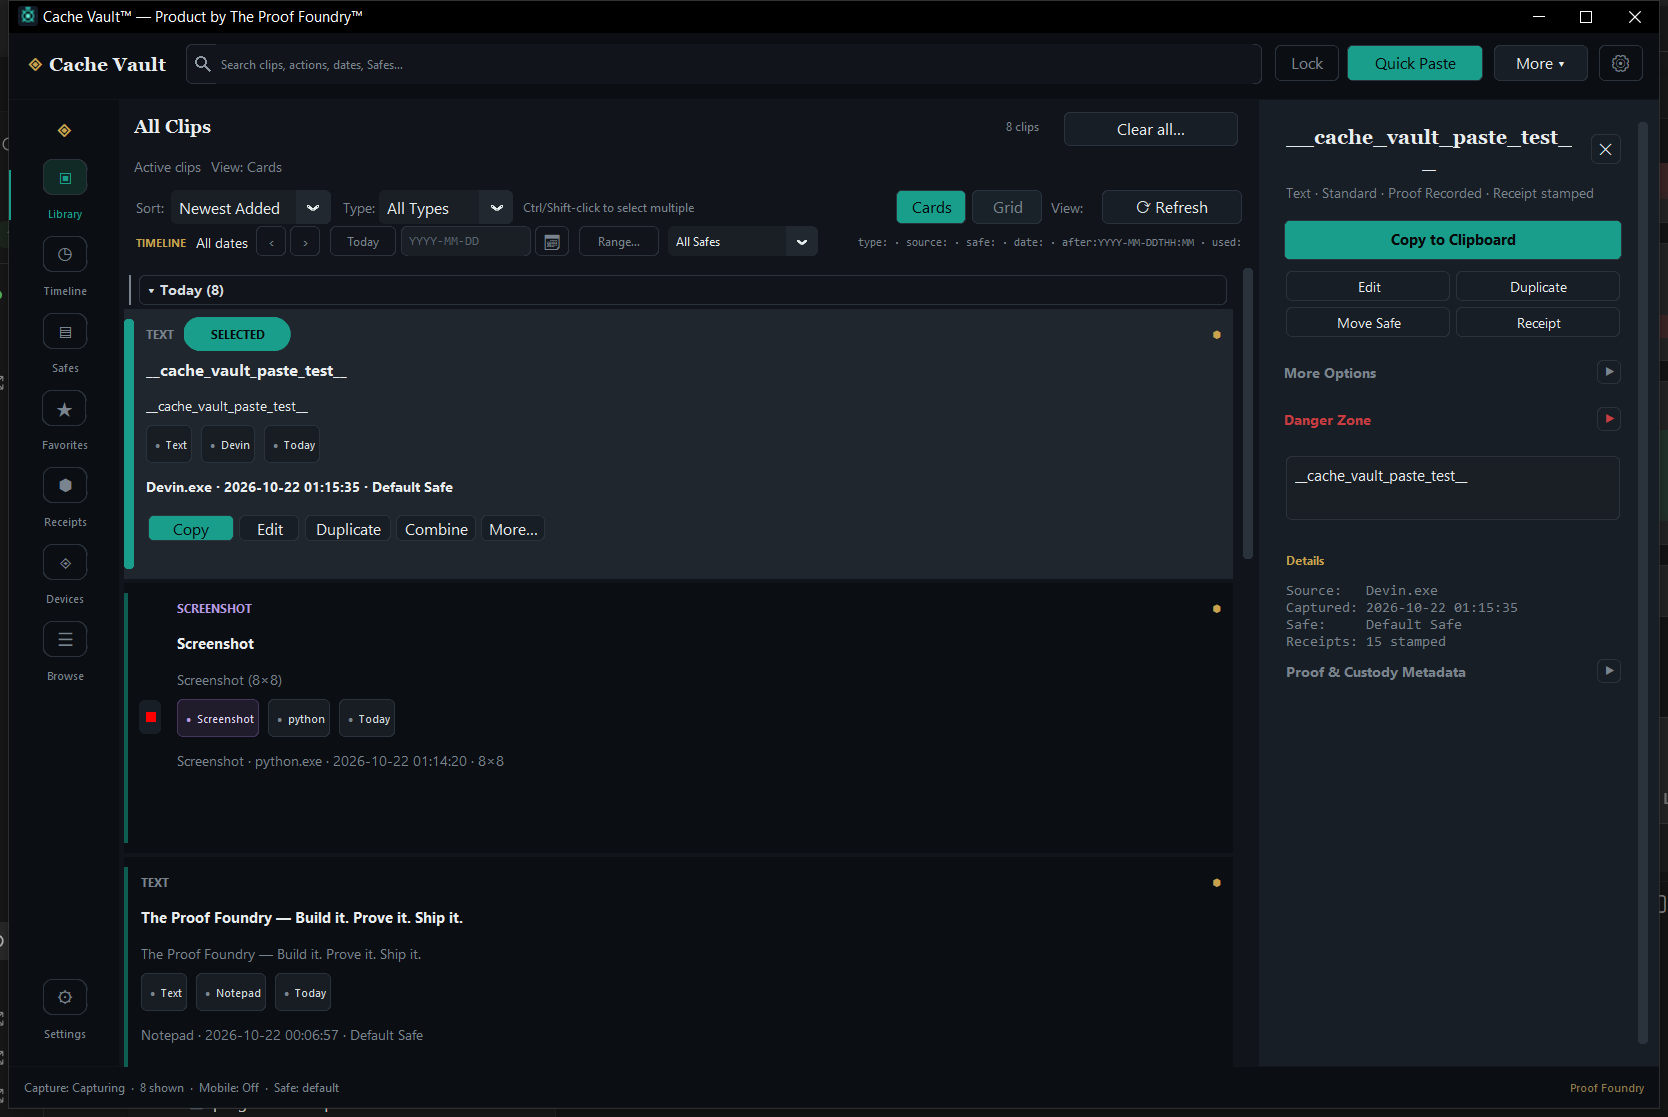 Cache Vault™ — Product by The Proof Foundry™
Cache Vault
Search clips, actions, dates, Safes...
Lock
Quick Paste
More
Library
Timeline
Safes
Favorites
Receipts
Devices
Browse
Settings
All Clips
8 clips
Clear all...
Active clips View: Cards
Sort: Newest Added Type: All Types Ctrl/Shift-click to select multiple
Cards Grid View: Refresh
TIMELINE All dates ‹ › Today YYYY-MM-DD Range... All Safes type: · source: · safe: · date: · after:YYYY-MM-DDTHH:MM · used:
Today (8)
TEXT SELECTED
__cache_vault_paste_test__
__cache_vault_paste_test__
• Text • Devin • Today
Devin.exe · 2026-10-22 01:15:35 · Default Safe
Copy Edit Duplicate Combine More...
SCREENSHOT
Screenshot
Screenshot (8×8)
• Screenshot • python • Today
Screenshot · python.exe · 2026-10-22 01:14:20 · 8×8
TEXT
The Proof Foundry — Build it. Prove it. Ship it.
The Proof Foundry — Build it. Prove it. Ship it.
• Text • Notepad • Today
Notepad · 2026-10-22 00:06:57 · Default Safe
__cache_vault_paste_test_
_
Text · Standard · Proof Recorded · Receipt stamped
Copy to Clipboard
Edit Duplicate
Move Safe Receipt
More Options
Danger Zone
__cache_vault_paste_test__
Details
Source: Devin.exe
Captured: 2026-10-22 01:15:35
Safe: Default Safe
Receipts: 15 stamped
Proof & Custody Metadata
Capture: Capturing · 8 shown · Mobile: Off · Safe: default
Proof Foundry